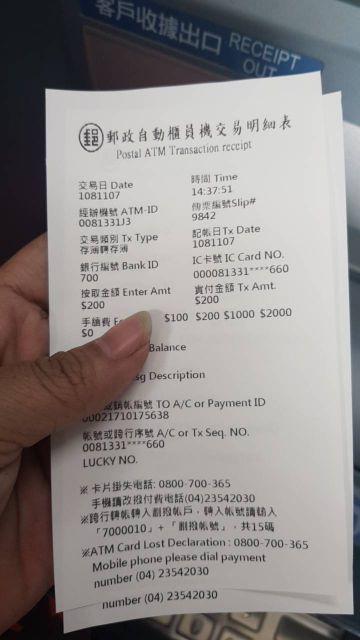 客戶收據出口 RECEIPT
OUT
郵 郵政自動櫃員機交易明細表
Postal ATM Transaction receipt
交易日 Date 時間 Time
1081107 14:37:51
經辦機號 ATM-ID 傳票編號Slip#
0081331J3 9842
交易類別 Tx Type 記帳日Tx Date
存簿轉存簿 1081107
銀行編號 Bank ID IC卡號 IC Card NO.
700 000081331****660
按取金額 Enter Amt 實付金額 Tx Amt.
$200 $200
手續費 $100 $200 $1000 $2000
$0
Balance
sg Description
或銷帳編號 TO A/C or Payment ID
00021710175638
帳號或跨行序號 A/C or Tx Seq. NO.
0081331****660
LUCKY NO.
※ 卡片掛失電話: 0800-700-365
手機請改撥付費電話(04)23542030
※跨行轉帳轉入劃撥帳戶，轉入帳號請輸入
「7000010」+「劃撥帳號」，共15碼
※ATM Card Lost Declaration : 0800-700-365
Mobile phone please dial payment
number (04) 23542030
number (04) 23542030